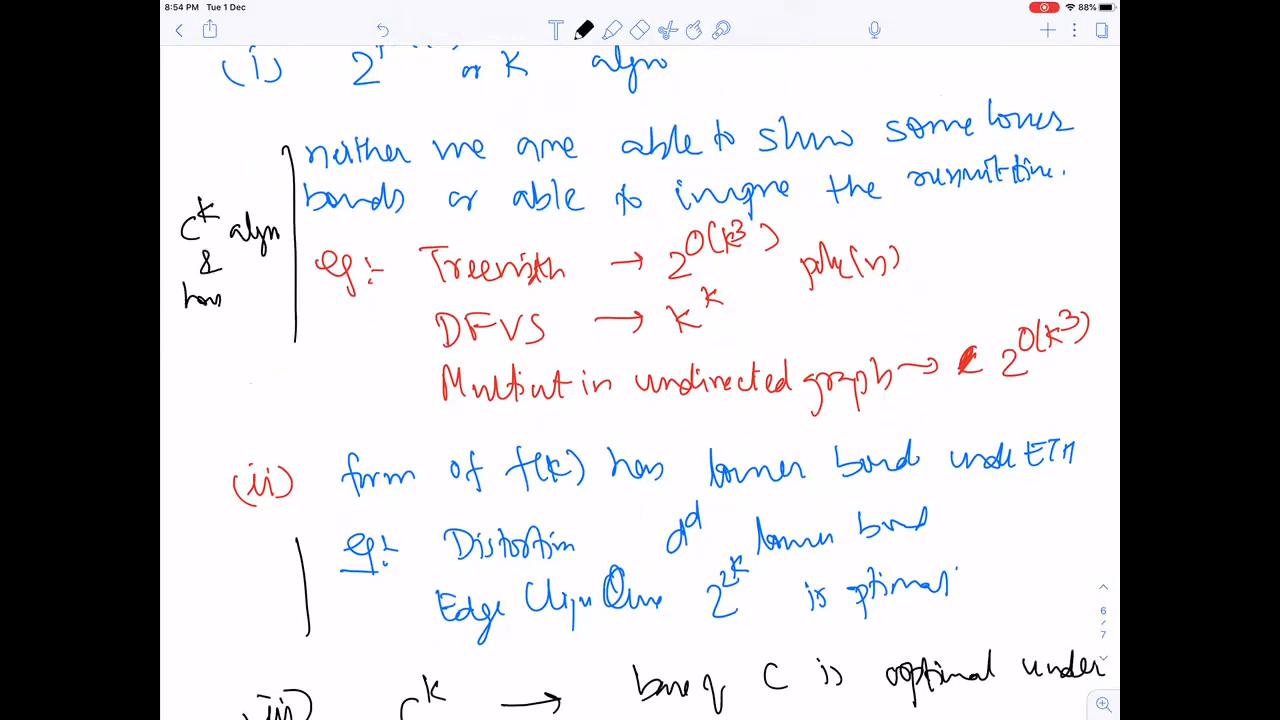 8:54 PM Tue 1 Dec
88%
(i) 2 or k algo
neither we are able to show some lower
bounds or able to improve the running time.
c^k algo
&
eg:- Treewidth → 2^O(k^3) poly(n)
DFVS → k^k
Multicut in undirected graph → 2^O(k^3)
(ii) form of f(k) has lower bound under ETH
eg:- Distortion d^d lower bound
Edge Clique Cover 2^2^k is optimal
6
/
7
(iii) c^k → base of C is optimal under